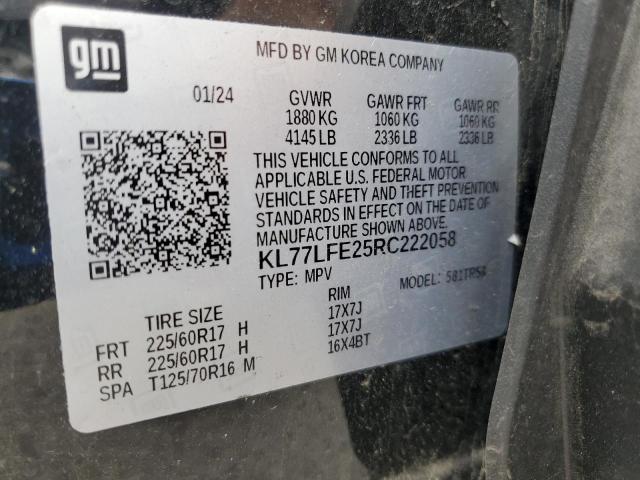 gm
MFD BY GM KOREA COMPANY
01/24
GVWR GAWR FRT GAWR RR
1880 KG 1060 KG 1060 KG
4145 LB 2336 LB 2336 LB
THIS VEHICLE CONFORMS TO ALL
APPLICABLE U.S. FEDERAL MOTOR
VEHICLE SAFETY AND THEFT PREVENTION
STANDARDS IN EFFECT ON THE DATE OF
MANUFACTURE SHOWN ABOVE.
KL77LFE25RC222058
TYPE: MPV MODEL:
TIRE SIZE RIM
FRT 225/60R17 H 17X7J
RR 225/60R17 H 17X7J
SPA T125/70R16 M 16X4BT